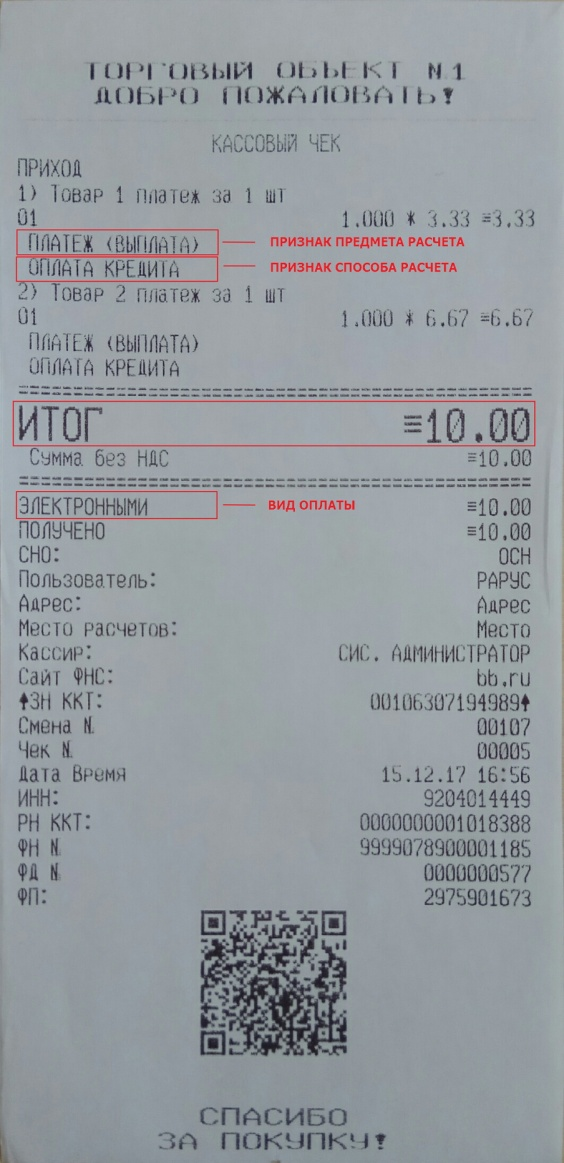 ТОРГОВЫЙ ОБЪЕКТ №1
ДОБРО ПОЖАЛОВАТЬ!
КАССОВЫЙ ЧЕК
ПРИХОД
1) Товар 1 платеж за 1 шт
01 1.000 * 3.33 ≡3.33
ПЛАТЕЖ (ВЫПЛАТА) ПРИЗНАК ПРЕДМЕТА РАСЧЕТА
ОПЛАТА КРЕДИТА ПРИЗНАК СПОСОБА РАСЧЕТА
2) Товар 2 платеж за 1 шт
01 1.000 * 6.67 ≡6.67
ПЛАТЕЖ (ВЫПЛАТА)
ОПЛАТА КРЕДИТА
ИТОГ ≡10.00
Сумма без НДС ≡10.00
ЭЛЕКТРОННЫМИ ВИД ОПЛАТЫ ≡10.00
ПОЛУЧЕНО ≡10.00
СНО: ОСН
Пользователь: РАРУС
Адрес: Адрес
Место расчетов: Место
Кассир: СИС. АДМИНИСТРАТОР
Сайт ФНС: bb.ru
↑ЗН ККТ: 00106307194989↑
Смена № 00107
Чек № 00005
Дата Время 15.12.17 16:56
ИНН: 9204014449
РН ККТ: 0000000001018388
ФН № 9999078900001185
ФД № 0000000577
ФП: 2975901673
СПАСИБО
ЗА ПОКУПКУ!